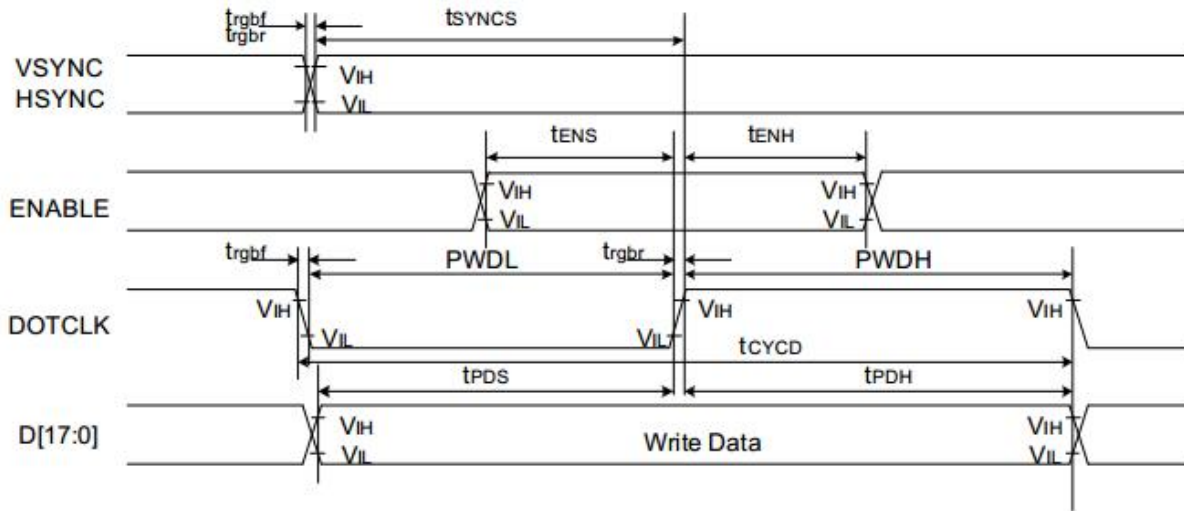 trgbf
trgbr
tSYNCS
VSYNC
HSYNC
VIH
VIL
tENS
tENH
ENABLE
VIH
VIL
VIH
VIL
trgbf
PWDL
trgbr
PWDH
DOTCLK
VIH
VIL
VIL
VIH
VIH
tCYCD
tPDS
tPDH
D[17:0]
VIH
VIL
Write Data
VIH
VIL